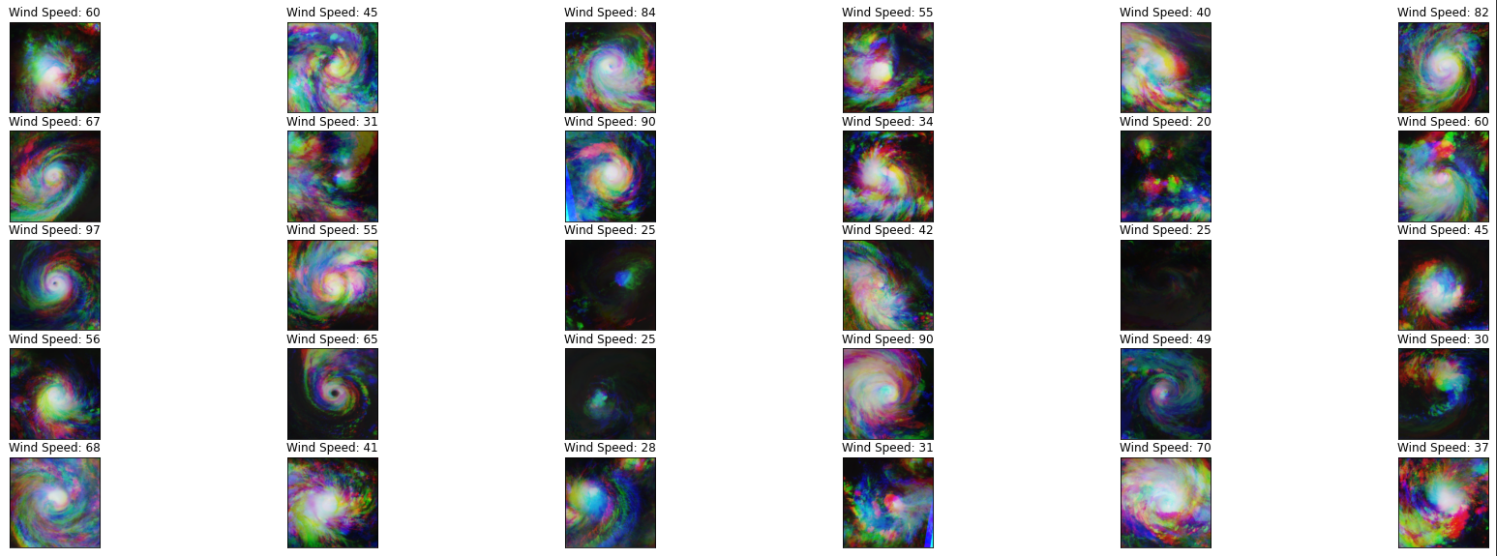 Wind Speed: 60
Wind Speed: 45
Wind Speed: 84
Wind Speed: 55
Wind Speed: 40
Wind Speed: 82
Wind Speed: 67
Wind Speed: 31
Wind Speed: 90
Wind Speed: 34
Wind Speed: 20
Wind Speed: 60
Wind Speed: 97
Wind Speed: 55
Wind Speed: 25
Wind Speed: 42
Wind Speed: 25
Wind Speed: 45
Wind Speed: 56
Wind Speed: 65
Wind Speed: 25
Wind Speed: 90
Wind Speed: 49
Wind Speed: 30
Wind Speed: 68
Wind Speed: 41
Wind Speed: 28
Wind Speed: 31
Wind Speed: 70
Wind Speed: 37